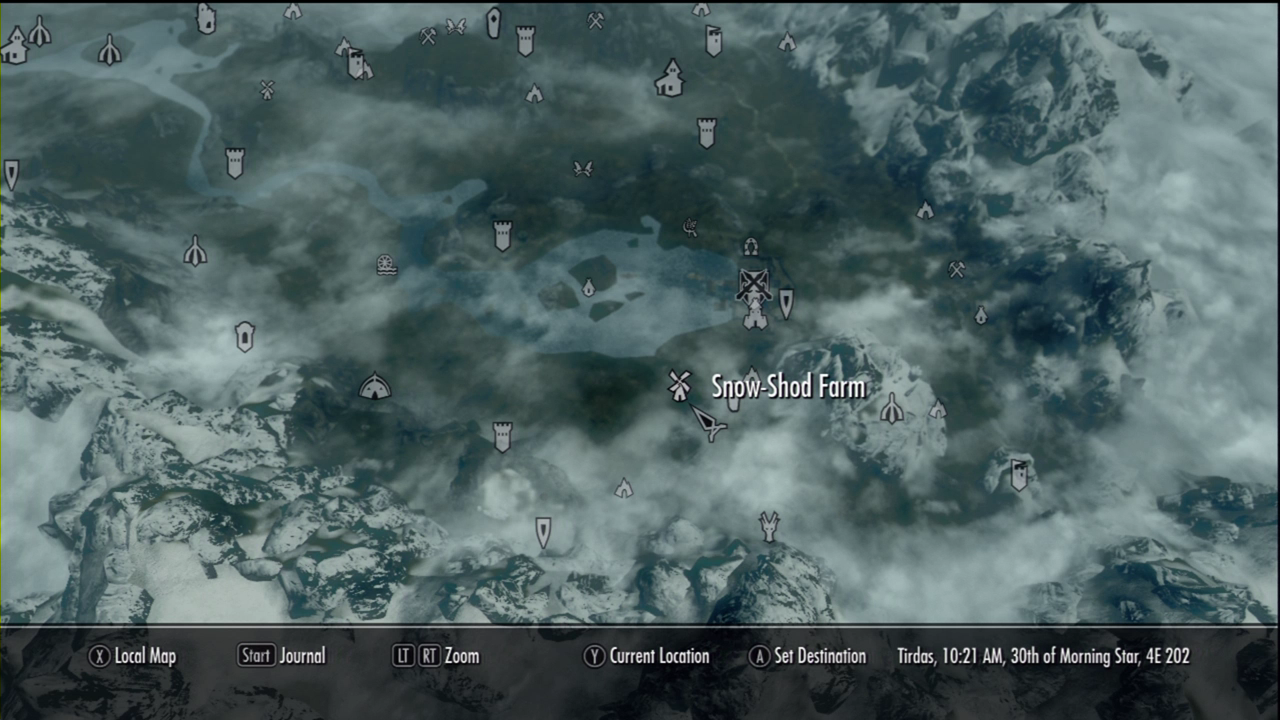 Snow-Shod Farm
X Local Map
Start Journal
LT RT Zoom
Y Current Location
A Set Destination
Tirdas, 10:21 AM, 30th of Morning Star, 4E 202